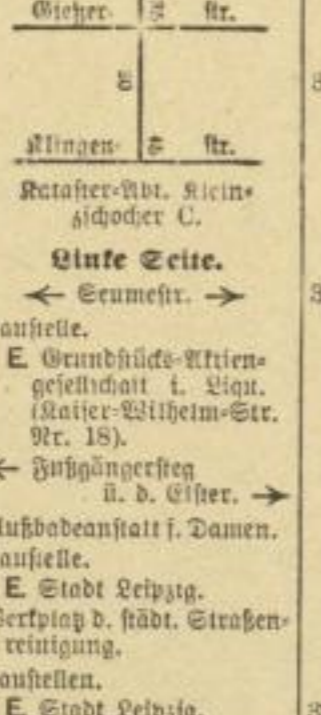 Gießer- str.
Klingen- str.
Kataster-Abt. Klein-
zschocher C.
Linke Seite.
← Seumestr. →
austelle.
E Grundstücks-Aktien-
gesellschaft i. Liqu.
(Kaiser-Wilhelm-Str.
Nr. 18).
← Fußgängersteg
ü. d. Elster. →
lußbadeanstalt f. Damen.
austelle.
E Stadt Leipzig.
Werkplatz d. städt. Straßen-
reinigung.
austellen.
E Stadt Leipzig.